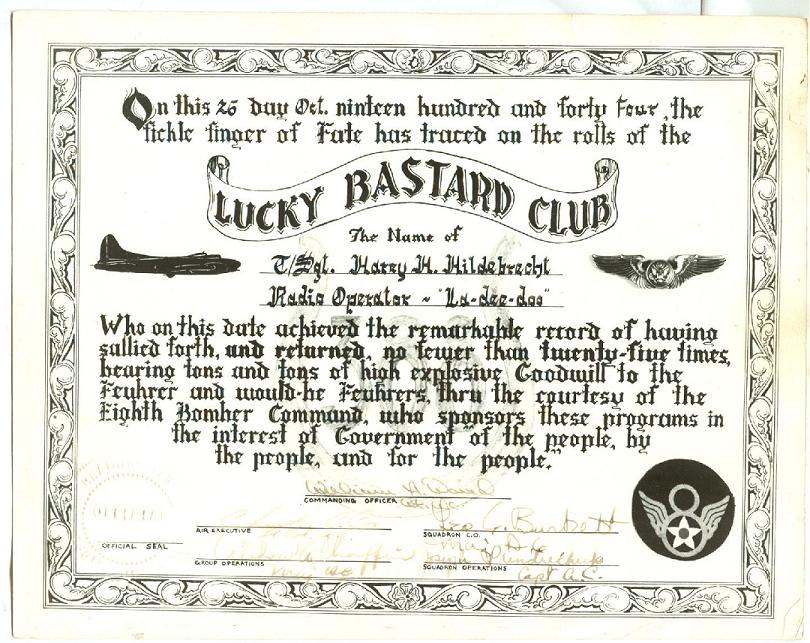 On this 25 day Oct. nineteen hundred and forty Four, the
fickle finger of Fate has traced on the rolls of the
LUCKY BASTARD CLUB
The Name of
T/Sgt. Harry H. Hildebrecht
Radio Operator ~ "La-dee-doo"
Who on this date achieved the remarkable record of having
sallied forth, and returned, no fewer than twenty-five times,
bearing tons and tons of high explosive Goodwill to the
Feuhrer and would-be Feuhrers, thru the courtesy of the
Eighth Bomber Command, who sponsors these programs in
the interest of Government "of the people, by
the people, and for the people."
COMMANDING OFFICER
AIR EXECUTIVE
SQUADRON C.O.
OFFICIAL SEAL
GROUP OPERATIONS
SQUADRON OPERATIONS
Capt A.C.